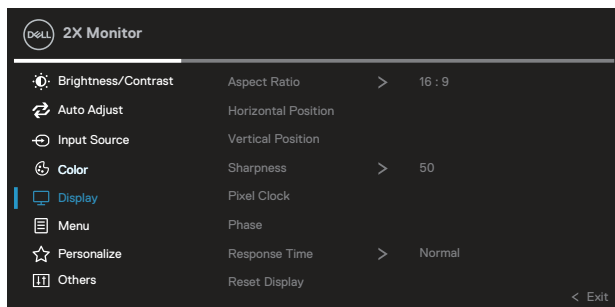 DELL 2X Monitor
Brightness/Contrast Aspect Ratio > 16 : 9
Auto Adjust Horizontal Position
Input Source Vertical Position
Color Sharpness > 50
Display Pixel Clock
Menu Phase
Personalize Response Time > Normal
Others Reset Display
< Exit